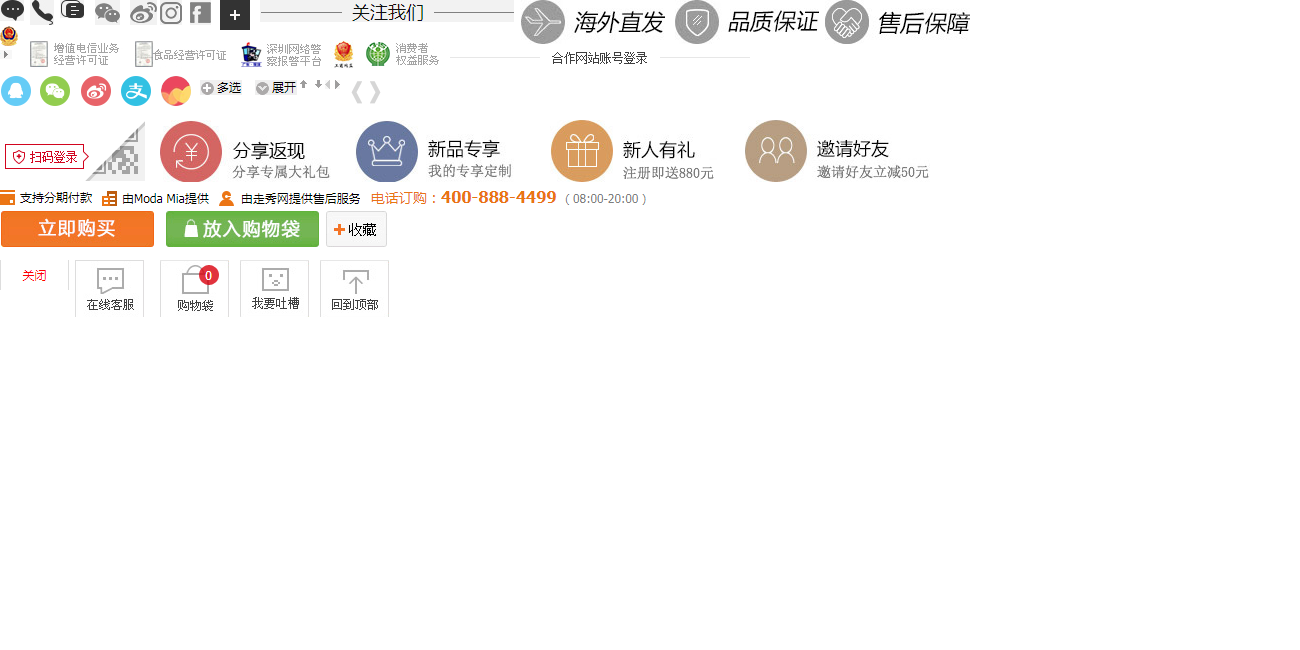 关注我们
海外直发
品质保证
售后保障
增值电信业务
经营许可证
食品经营许可证
深圳网络警
察报警平台
消费者
权益服务
合作网站账号登录
支
多选
展开
扫码登录
¥
分享返现
分享专属大礼包
新品专享
我的专享定制
新人有礼
注册即送880元
邀请好友
邀请好友立减50元
支持分期付款
由Moda Mia提供
由走秀网提供售后服务
电话订购：400-888-4499 ( 08:00-20:00 )
立即购买
放入购物袋
+收藏
关闭
在线客服
0
购物袋
我要吐槽
回到顶部